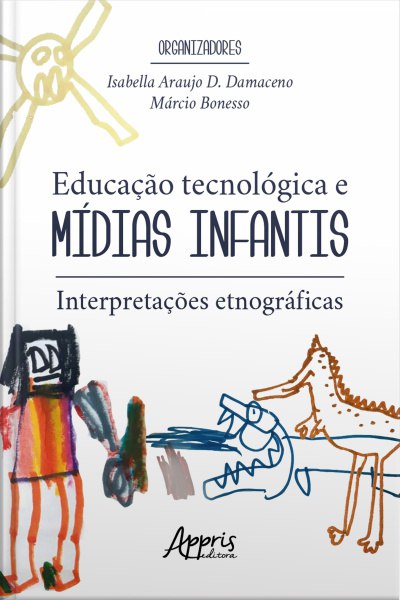 ORGANIZADORES
Isabella Araujo D. Damaceno
Márcio Bonesso
Educação tecnológica e
MÍDIAS INFANTIS
Interpretações etnográficas
Appris
editora